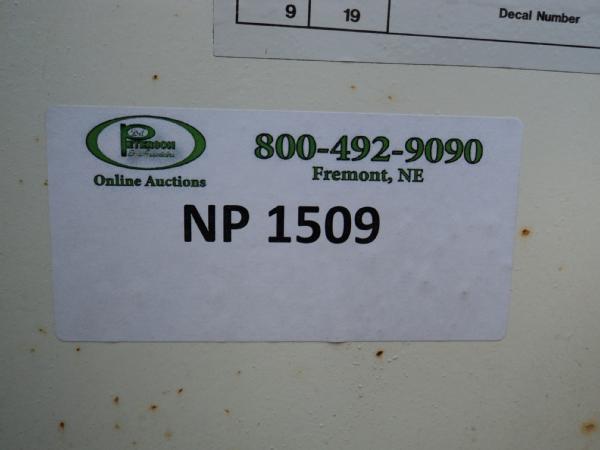 9 19 Decal Number
PETERSON
Online Auctions
800-492-9090
Fremont, NE
NP 1509